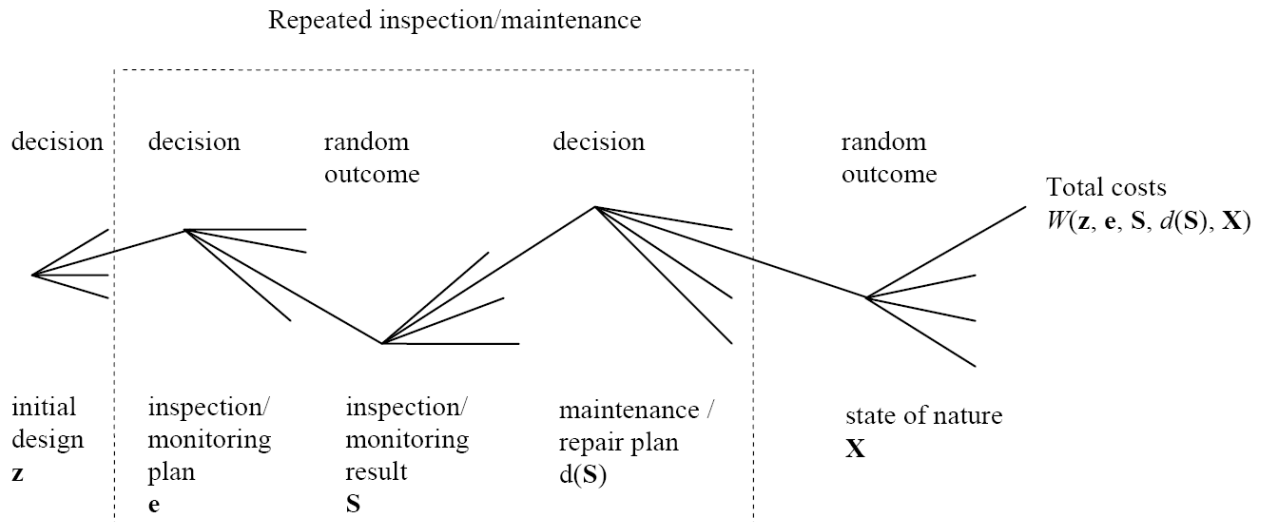 Repeated inspection/maintenance
decision
decision
random
outcome
decision
random
outcome
Total costs
W(z, e, S, d(S), X)
initial
design
z
inspection/
monitoring
plan
e
inspection/
monitoring
result
S
maintenance /
repair plan
d(S)
state of nature
X